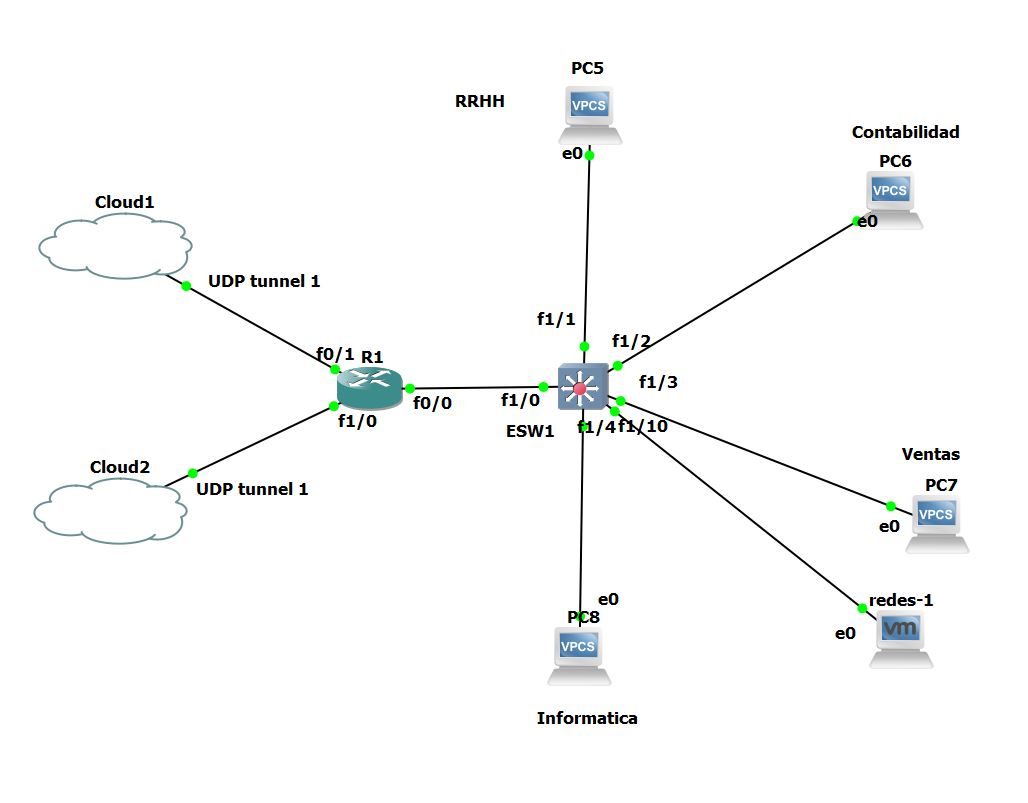 PC5
RRHH
VPCS
Contabilidad
e0
PC6
VPCS
Cloud1
e0
UDP tunnel 1
f1/1
f1/2
f0/1
R1
f1/3
f1/0
f0/0
f1/0
ESW1
f1/4
f1/10
Ventas
Cloud2
PC7
UDP tunnel 1
VPCS
e0
e0
redes-1
PC8
vm
e0
VPCS
Informatica